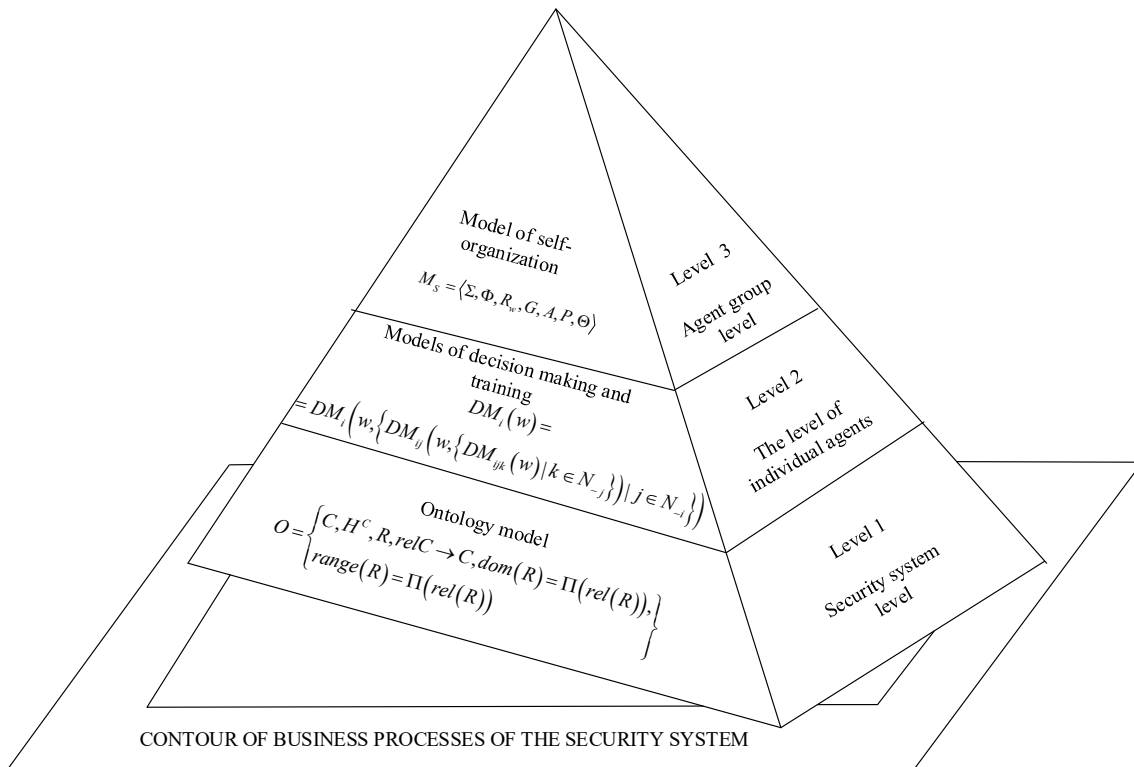 Model of self-
organization
M_S = ⟨Σ, Φ, R_w, G, A, P, Θ⟩
Level 3
Agent group
level
Models of decision making and
training
DM_i(w) =
= DM_i(w, {DM_ij(w, {DM_ijk(w) | k ∈ N_-j}) | j ∈ N_-i})
Level 2
The level of
individual agents
Ontology model
O = {C, H^C, R, relC → C, dom(R) = Π(rel(R)),
range(R) = Π(rel(R))}
Level 1
Security system
level
CONTOUR OF BUSINESS PROCESSES OF THE SECURITY SYSTEM